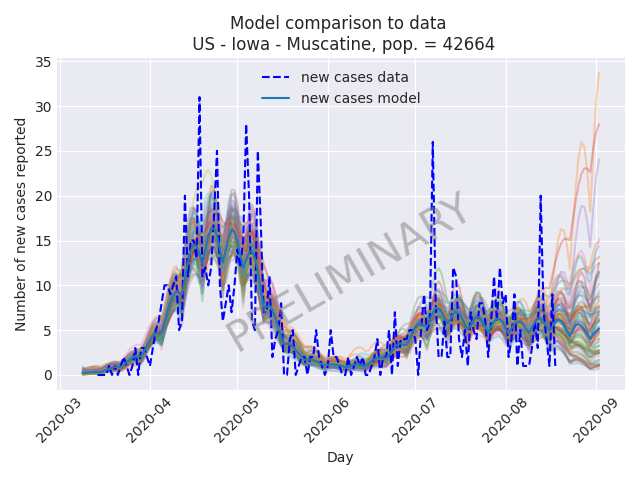 Model comparison to data
US - Iowa - Muscatine, pop. = 42664
new cases data
new cases model
PRELIMINARY
Number of new cases reported
35
30
25
20
15
10
5
0
2020-03
2020-04
2020-05
2020-06
2020-07
2020-08
2020-09
Day